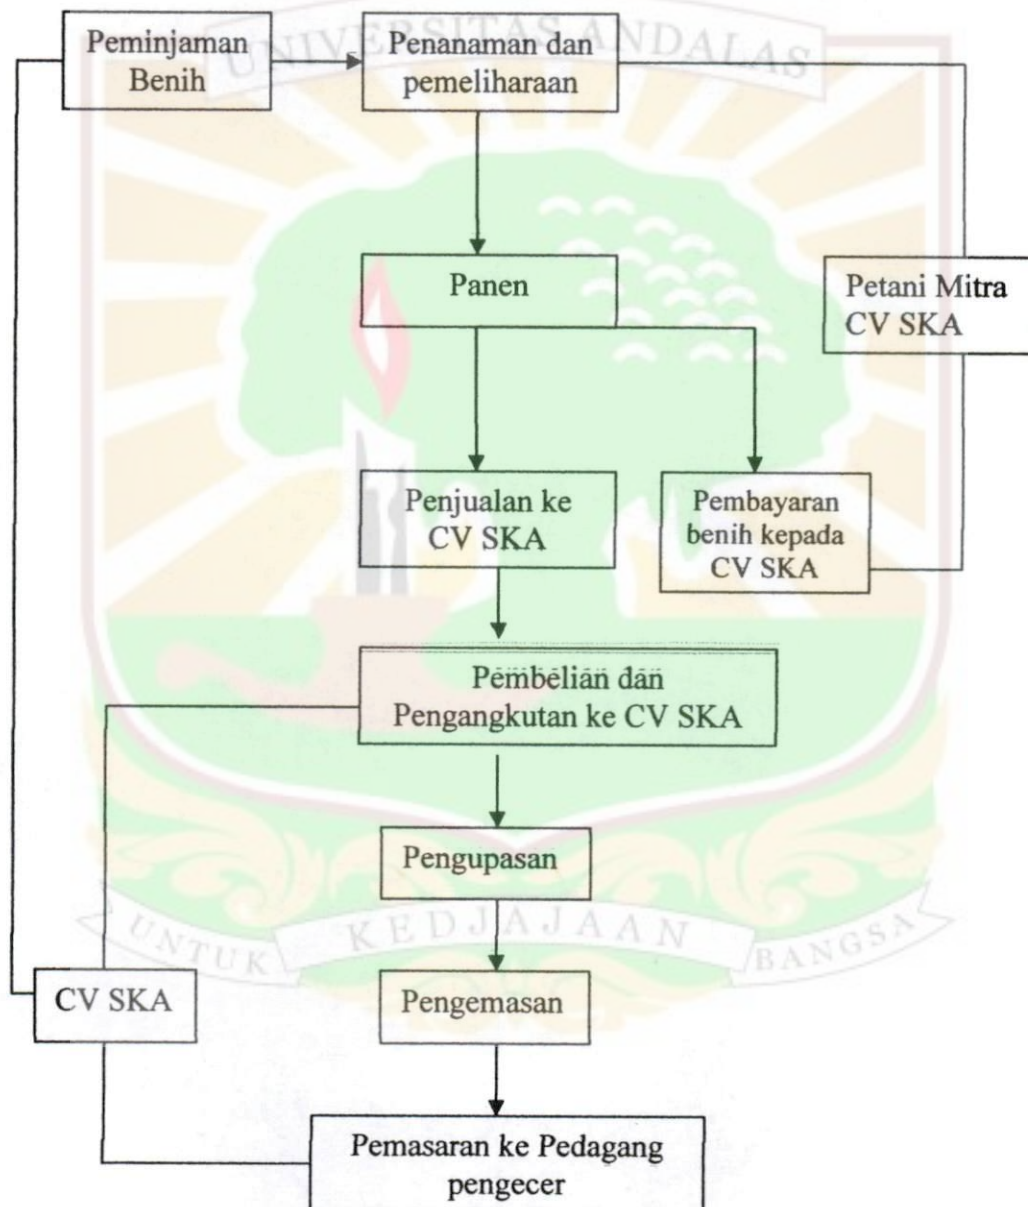 UNIVERSITAS ANDALAS
Peminjaman
Benih
Penanaman dan
pemeliharaan
Panen
Petani Mitra
CV SKA
Penjualan ke
CV SKA
Pembayaran
benih kepada
CV SKA
Pembelian dan
Pengangkutan ke CV SKA
Pengupasan
UNTUK KEDJAJAAN BANGSA
CV SKA
Pengemasan
Pemasaran ke Pedagang
pengecer